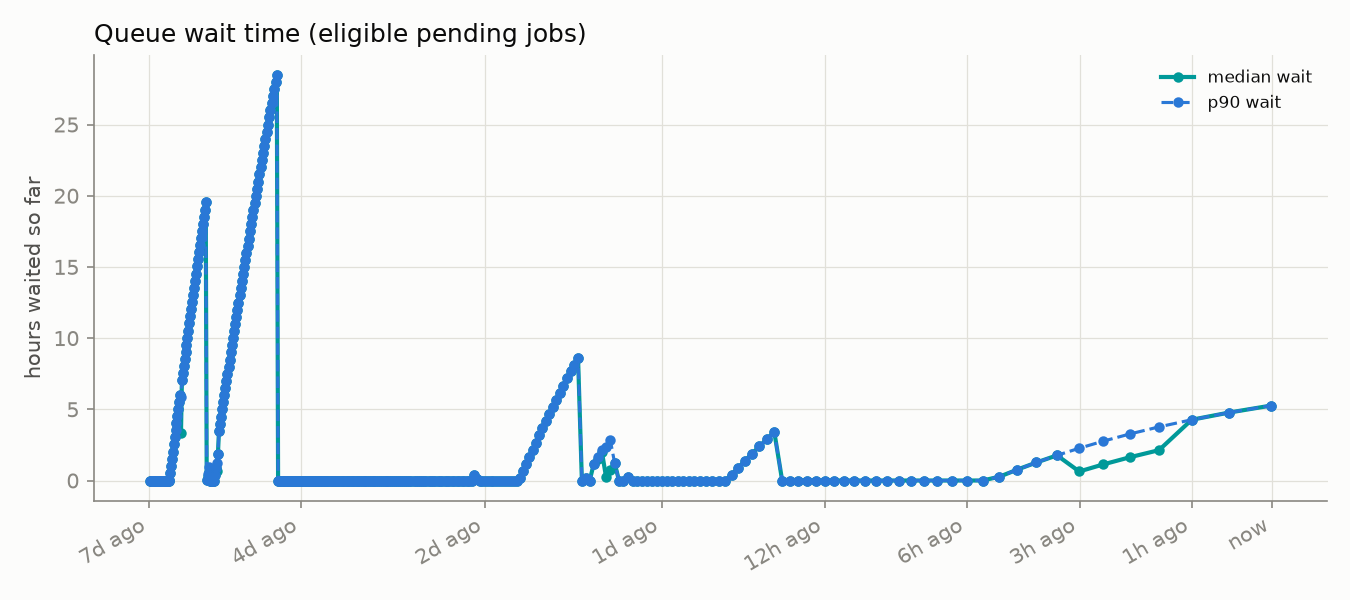 Queue wait time (eligible pending jobs)
median wait
p90 wait
hours waited so far
25
20
15
10
5
0
7d ago
4d ago
2d ago
1d ago
12h ago
6h ago
3h ago
1h ago
now